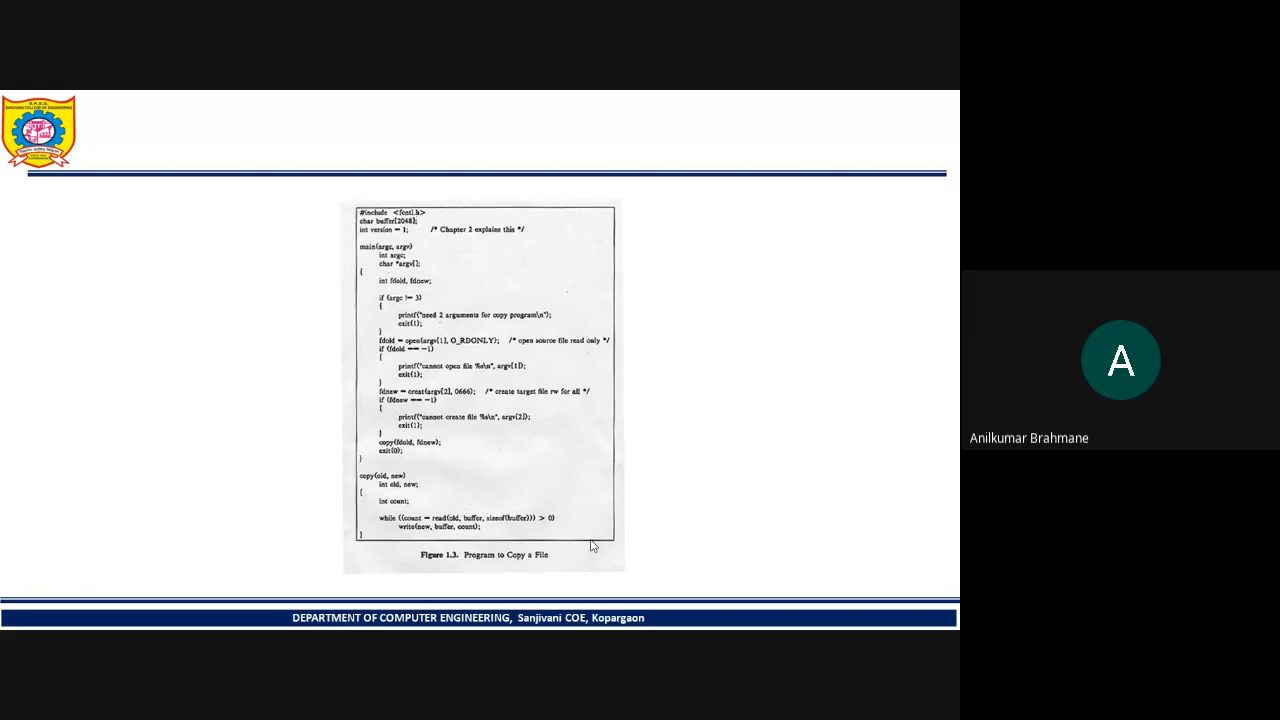 S.R.E.S.
SANJIVANI COLLEGE OF ENGINEERING
KOPARGAON
#include <fcntl.h>
char buffer[2048];
int version = 1; /* Chapter 2 explains this */
main(argc, argv)
int argc;
char *argv[];
{
int fdold, fdnew;
if (argc != 3)
{
printf("need 2 arguments for copy program\n");
exit(1);
}
fdold = open(argv[1], O_RDONLY); /* open source file read only */
if (fdold == -1)
{
printf("cannot open file %s\n", argv[1]);
exit(1);
}
fdnew = creat(argv[2], 0666); /* create target file rw for all */
if (fdnew == -1)
{
printf("cannot create file %s\n", argv[2]);
exit(1);
}
copy(fdold, fdnew);
exit(0);
}
copy(old, new)
int old, new;
{
int count;
while ((count = read(old, buffer, sizeof(buffer))) > 0)
write(new, buffer, count);
}
Figure 1.3. Program to Copy a File
DEPARTMENT OF COMPUTER ENGINEERING, Sanjivani COE, Kopargaon
A
Anilkumar Brahmane